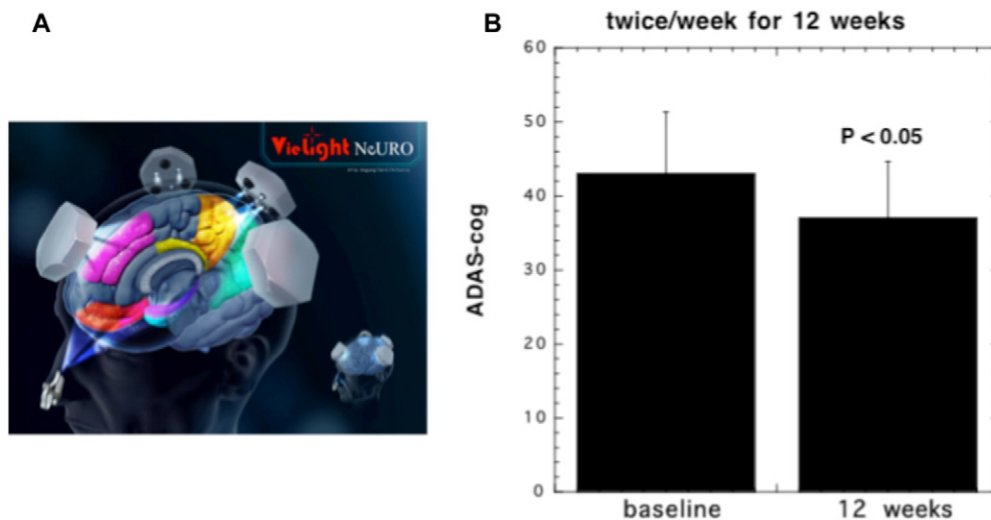 A
VieLight NeURO
B
twice/week for 12 weeks
60
50
40
30
20
10
0
ADAS-cog
P < 0.05
baseline
12 weeks